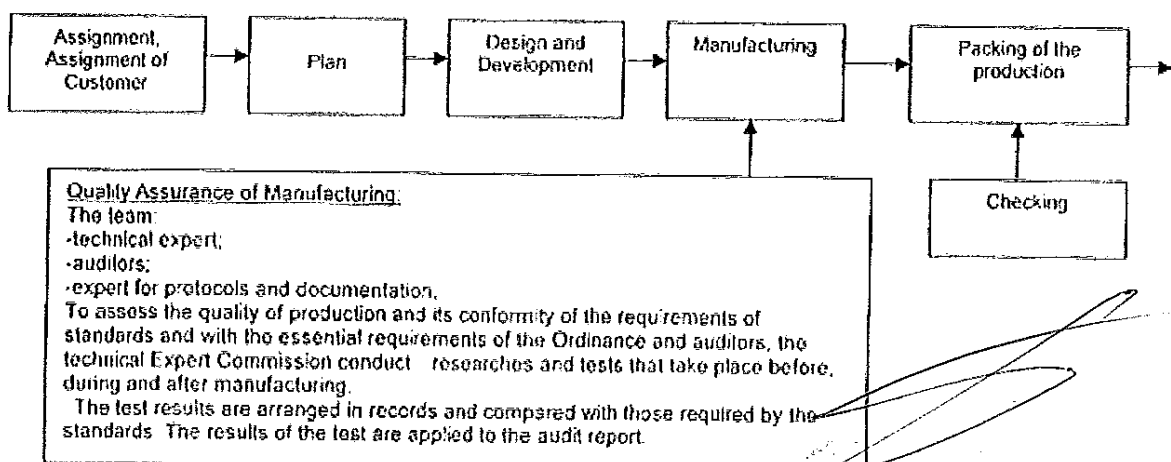 Assignment,
Assignment of
Customer
Plan
Design and
Development
Manufacturing
Packing of the
production
Checking
Quality Assurance of Manufacturing:
The team:
-technical expert;
-auditors;
-expert for protocols and documentation.
To assess the quality of production and its conformity of the requirements of
standards and with the essential requirements of the Ordinance and auditors, the
technical Expert Commission conduct researches and tests that take place before,
during and after manufacturing.
The test results are arranged in records and compared with those required by the
standards. The results of the test are applied to the audit report.